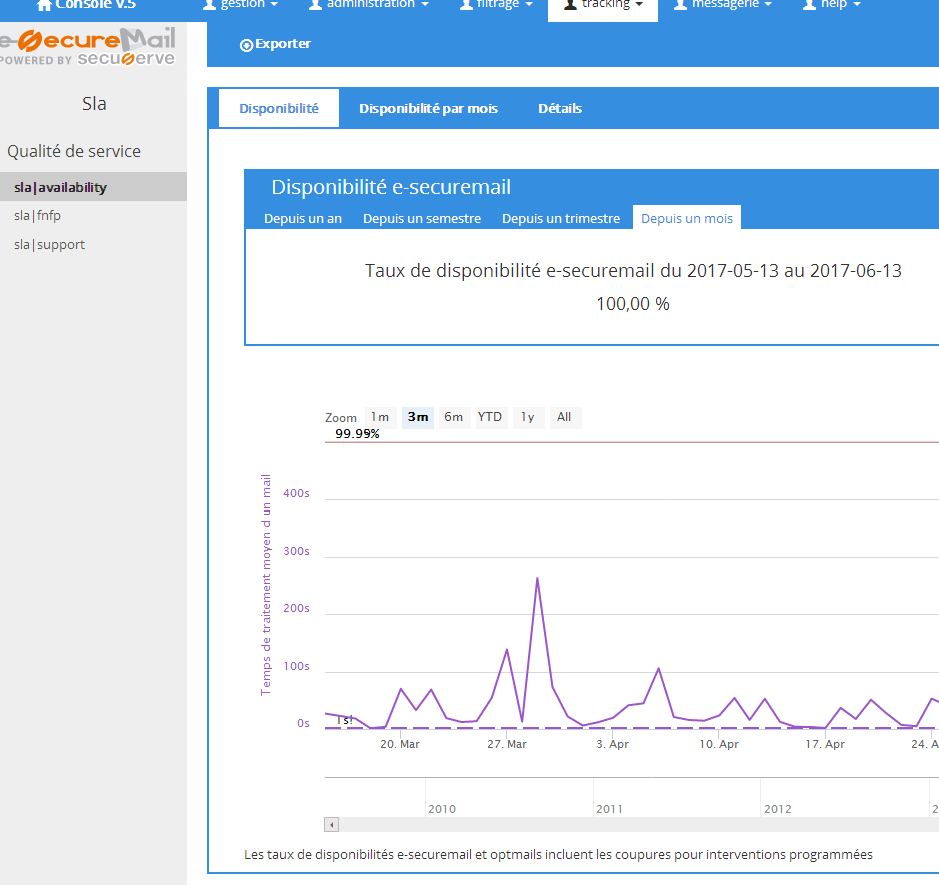 Console v.5 gestion administration filtrage tracking messagerie help
e-SecureMail
POWERED BY secuserve
Exporter
Sla
Qualité de service
sla|availability
sla|fnfp
sla|support
Disponibilité Disponibilité par mois Détails
Disponibilité e-securemail
Depuis un an Depuis un semestre Depuis un trimestre Depuis un mois
Taux de disponibilité e-securemail du 2017-05-13 au 2017-06-13
100,00 %
Zoom 1m 3m 6m YTD 1y All
99.99%
Temps de traitement moyen d un mail
400s
300s
200s
100s
0s
20. Mar 27. Mar 3. Apr 10. Apr 17. Apr 24. A
2010 2011 2012
Les taux de disponibilités e-securemail et optmails incluent les coupures pour interventions programmées